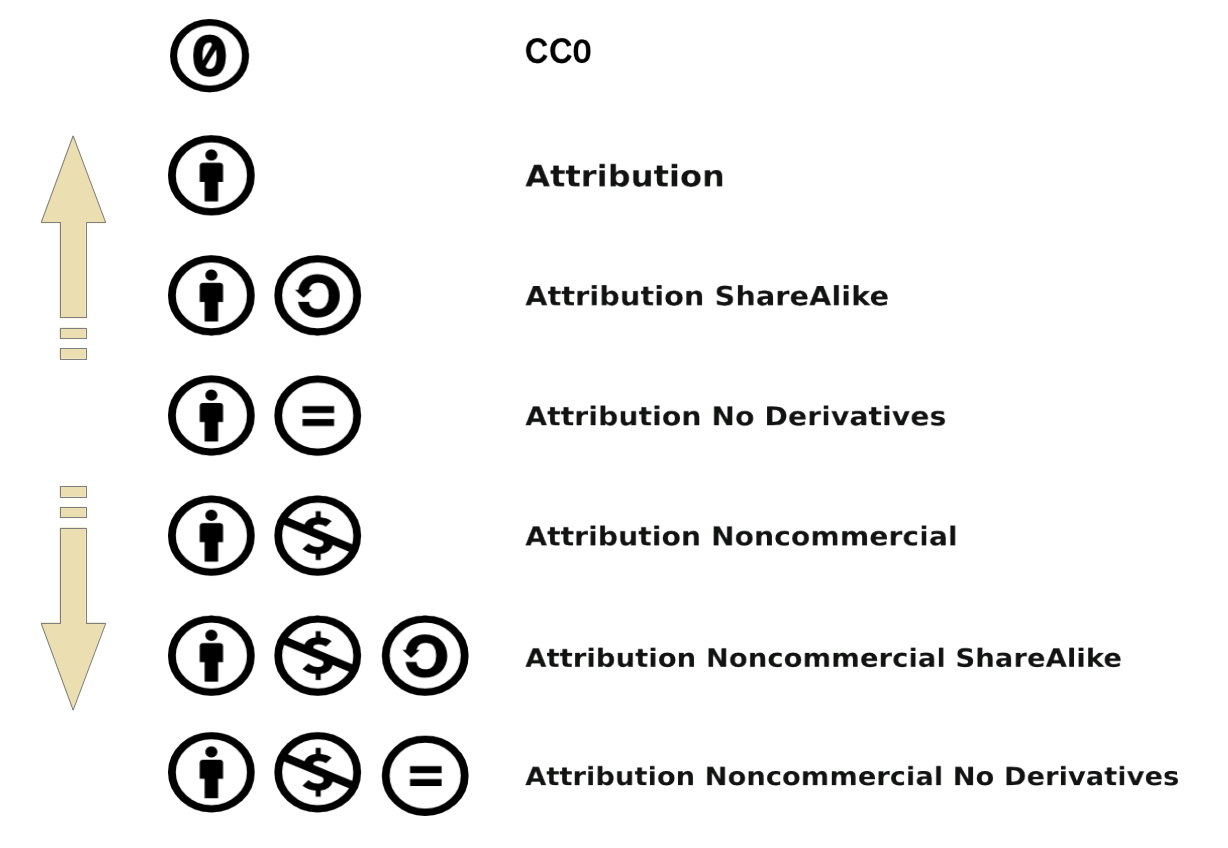 CC0
Attribution
Attribution ShareAlike
Attribution No Derivatives
Attribution Noncommercial
Attribution Noncommercial ShareAlike
Attribution Noncommercial No Derivatives